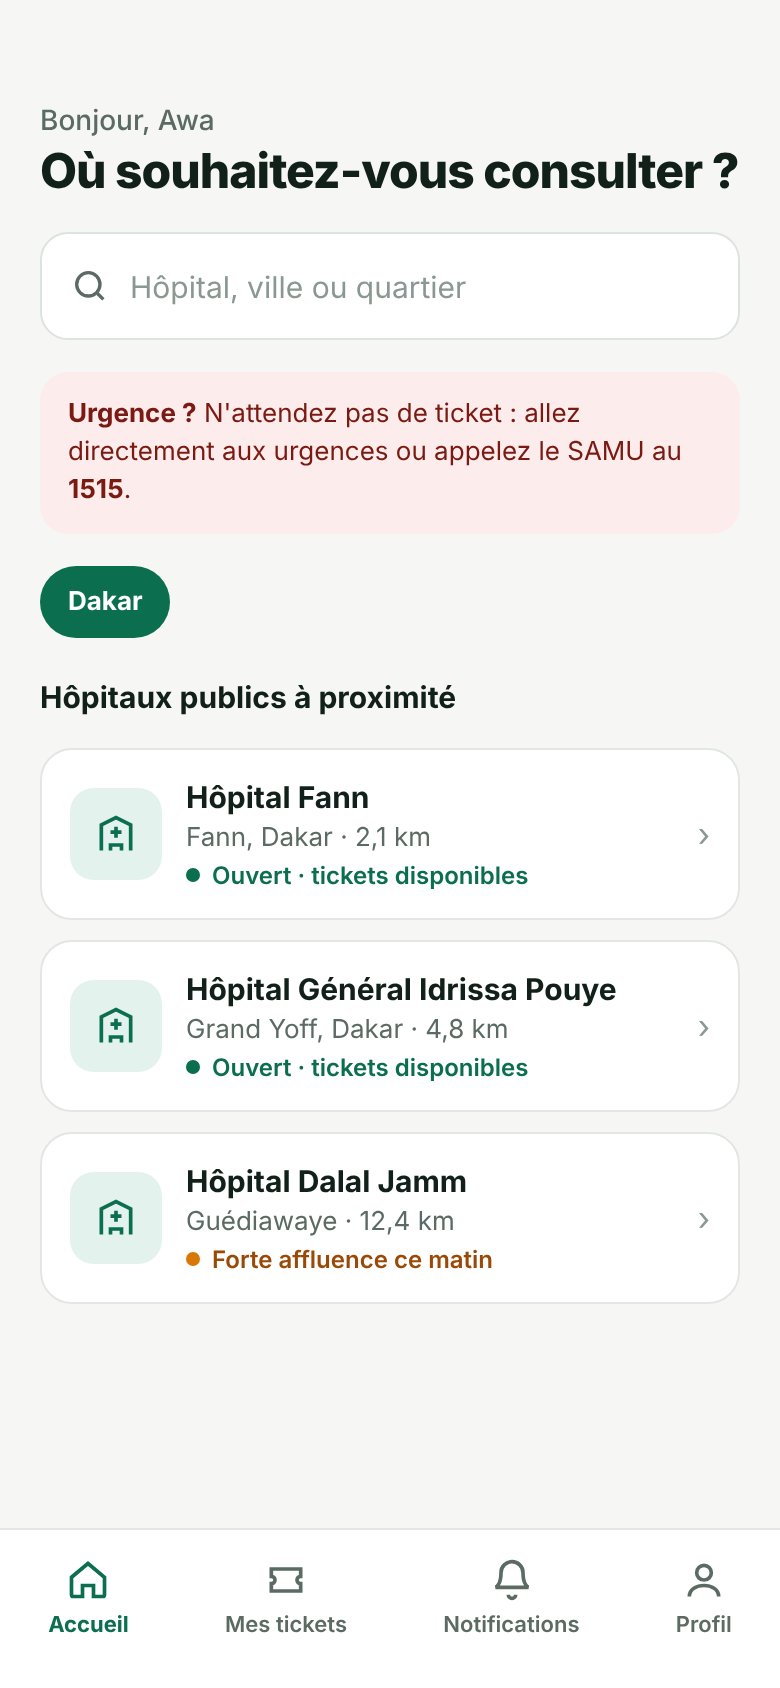 Bonjour, Awa
Où souhaitez-vous consulter ?
Hôpital, ville ou quartier
Urgence ? N'attendez pas de ticket : allez
directement aux urgences ou appelez le SAMU au
1515.
Dakar
Hôpitaux publics à proximité
Hôpital Fann
Fann, Dakar · 2,1 km
Ouvert · tickets disponibles
Hôpital Général Idrissa Pouye
Grand Yoff, Dakar · 4,8 km
Ouvert · tickets disponibles
Hôpital Dalal Jamm
Guédiawaye · 12,4 km
Forte affluence ce matin
Accueil
Mes tickets
Notifications
Profil